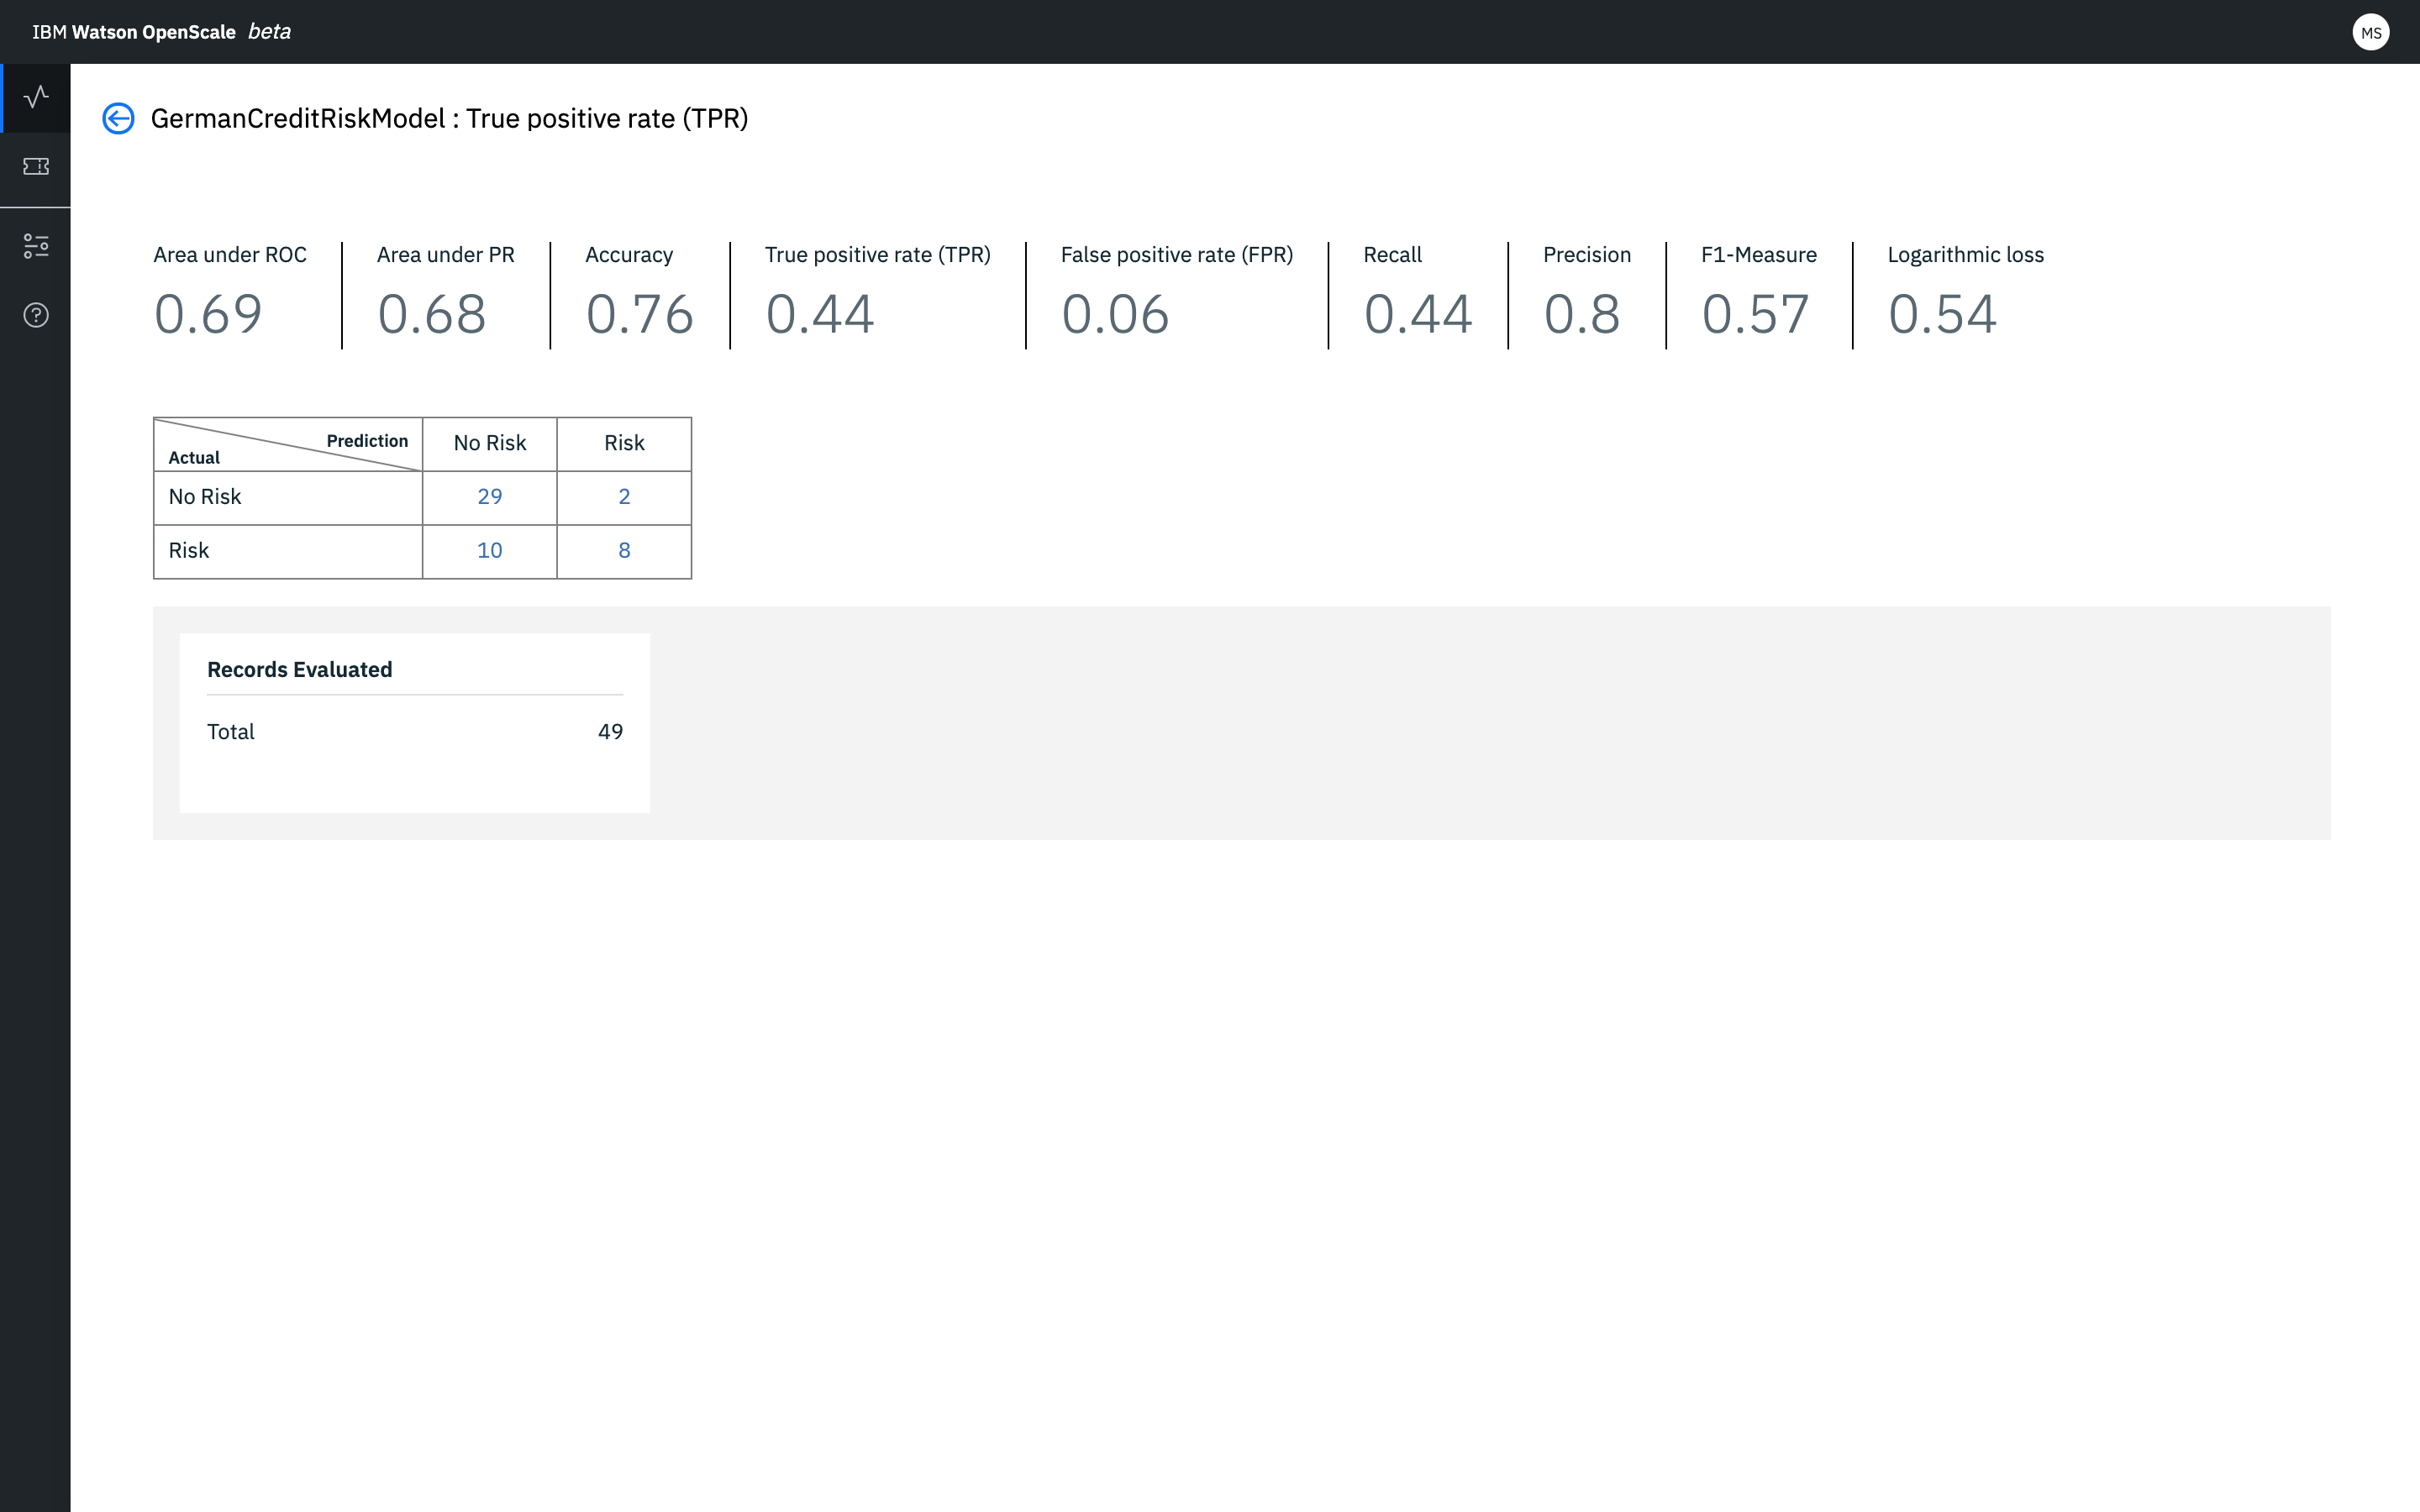 IBM Watson OpenScale beta
MS
GermanCreditRiskModel : True positive rate (TPR)
Area under ROC Area under PR Accuracy True positive rate (TPR) False positive rate (FPR) Recall Precision F1-Measure Logarithmic loss
0.69 0.68 0.76 0.44 0.06 0.44 0.8 0.57 0.54
Prediction No Risk Risk
Actual
No Risk 29 2
Risk 10 8
Records Evaluated
Total 49